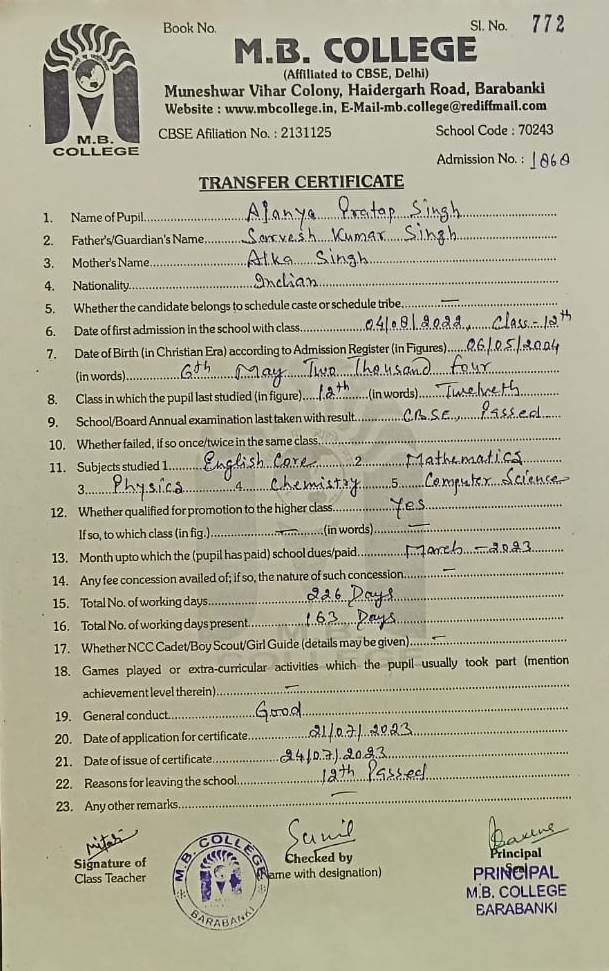 Book No. Sl. No. 772
M.B. COLLEGE
(Affiliated to CBSE, Delhi)
Muneshwar Vihar Colony, Haidergarh Road, Barabanki
Website : www.mbcollege.in, E-Mail-mb.college@rediffmail.com
M.B. COLLEGE
CBSE Afiliation No. : 2131125 School Code : 70243
Admission No. : 1868
TRANSFER CERTIFICATE
1. Name of Pupil Ajanya Pratap Singh
2. Father's/Guardian's Name Sarvesh Kumar Singh
3. Mother's Name Alka Singh
4. Nationality Indian
5. Whether the candidate belongs to schedule caste or schedule tribe —
6. Date of first admission in the school with class 04/08/2022, Class-12th
7. Date of Birth (in Christian Era) according to Admission Register (in Figures) 06/05/2004
(in words) 6th May Two Thousand four
8. Class in which the pupil last studied (in figure) 12th (in words) Twelveth
9. School/Board Annual examination last taken with result CBSE, Passed
10. Whether failed, if so once/twice in the same class
11. Subjects studied 1 English Core 2 Mathematics
3 Physics 4 Chemistry 5 Computer Science
12. Whether qualified for promotion to the higher class Yes
If so, to which class (in fig.) — (in words) —
13. Month upto which the (pupil has paid) school dues/paid March - 2023
14. Any fee concession availed of; if so, the nature of such concession —
15. Total No. of working days 226 Days
16. Total No. of working days present 163 Days
17. Whether NCC Cadet/Boy Scout/Girl Guide (details may be given) —
18. Games played or extra-curricular activities which the pupil usually took part (mention
achievement level therein) —
19. General conduct Good
20. Date of application for certificate 21/07/2023
21. Date of issue of certificate 24/07/2023
22. Reasons for leaving the school 12th Passed
23. Any other remarks —
Sunil
Signature of
Class Teacher
M.B. COLLEGE
BARABANKI
Checked by
(Name with designation)
Principal
PRINCIPAL
M.B. COLLEGE
BARABANKI